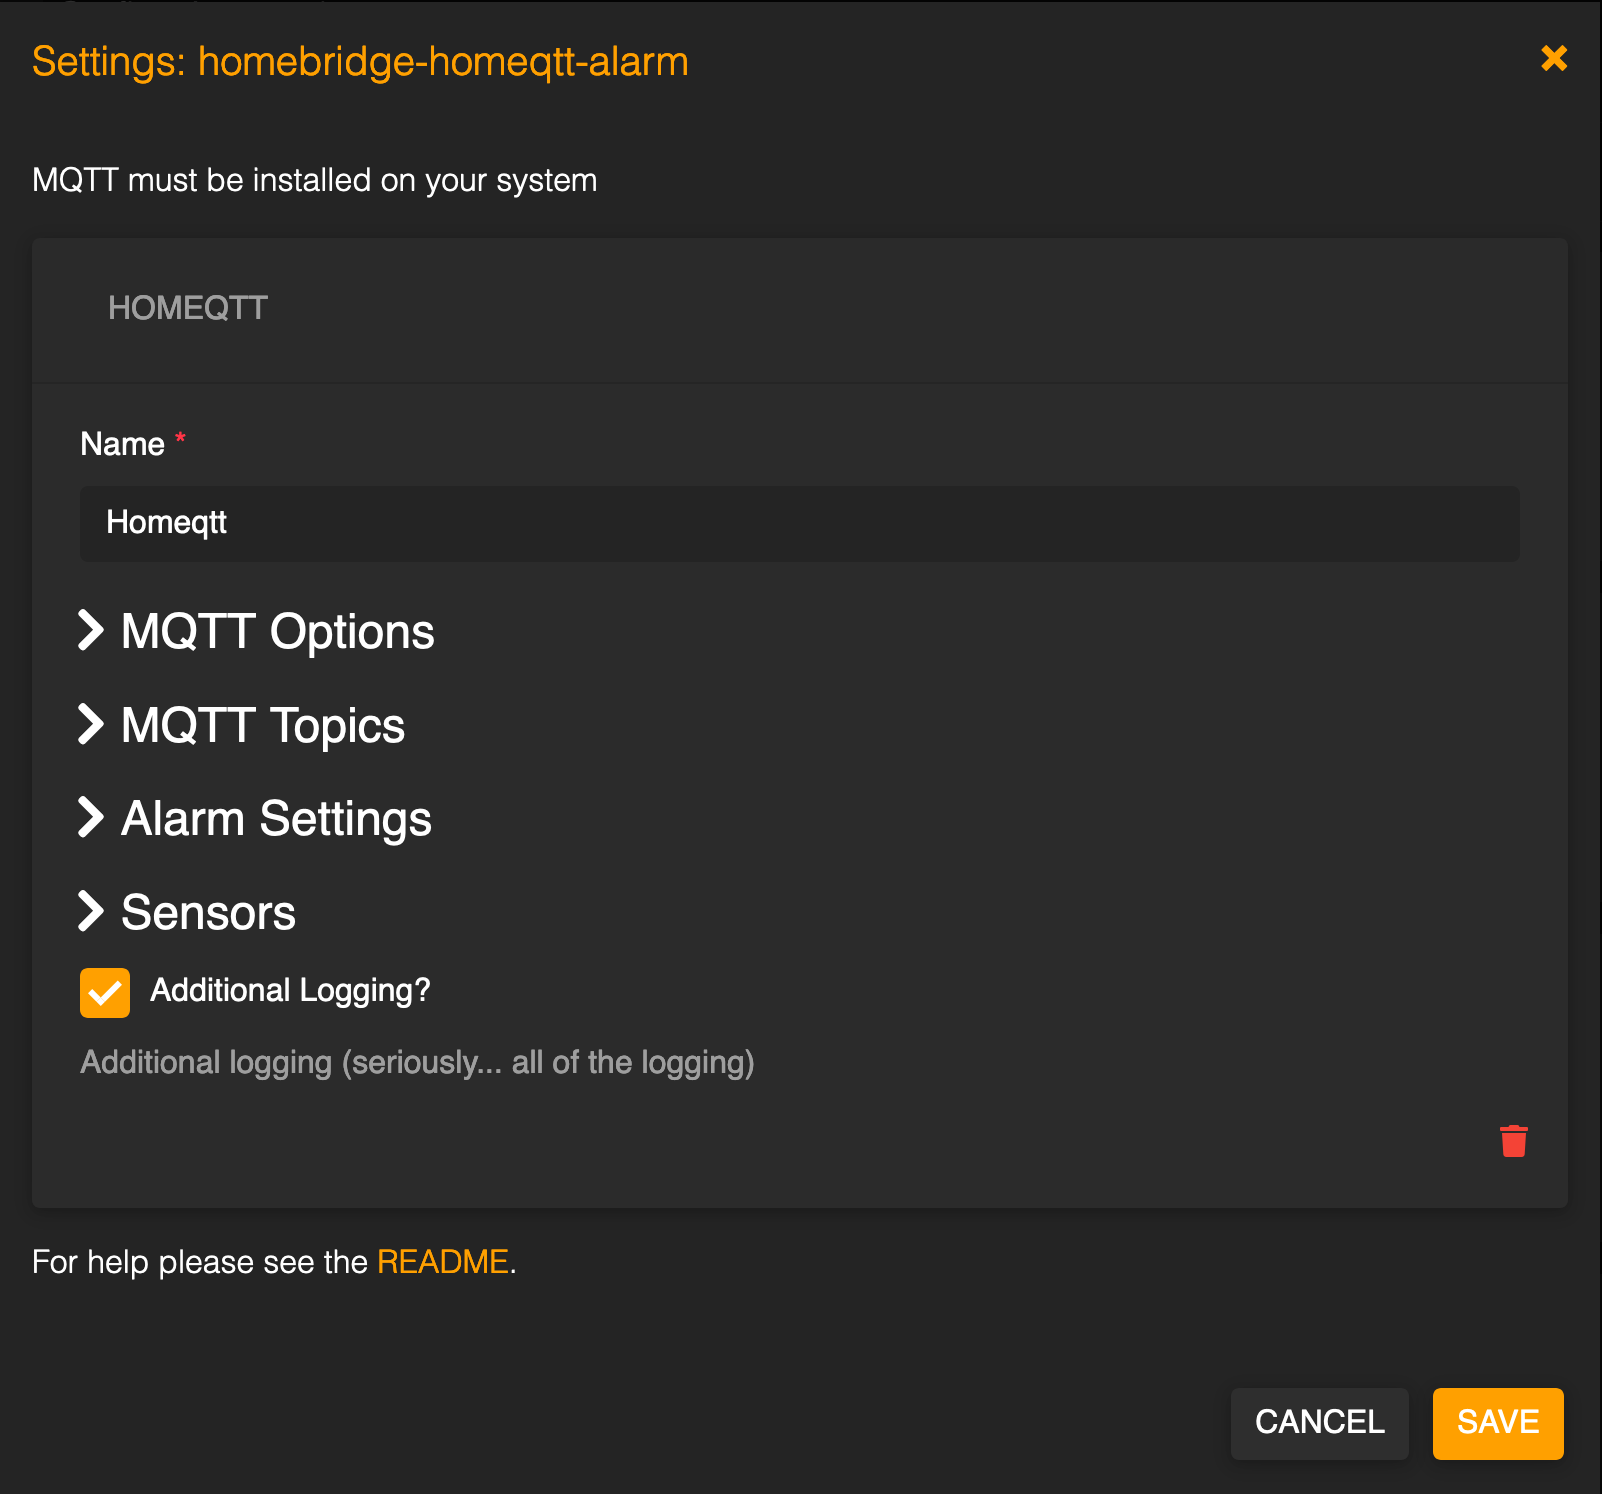 Settings: homebridge-homeqtt-alarm
MQTT must be installed on your system
HOMEQTT
Name *
Homeqtt
MQTT Options
MQTT Topics
Alarm Settings
Sensors
Additional Logging?
Additional logging (seriously... all of the logging)
For help please see the README.
CANCEL SAVE